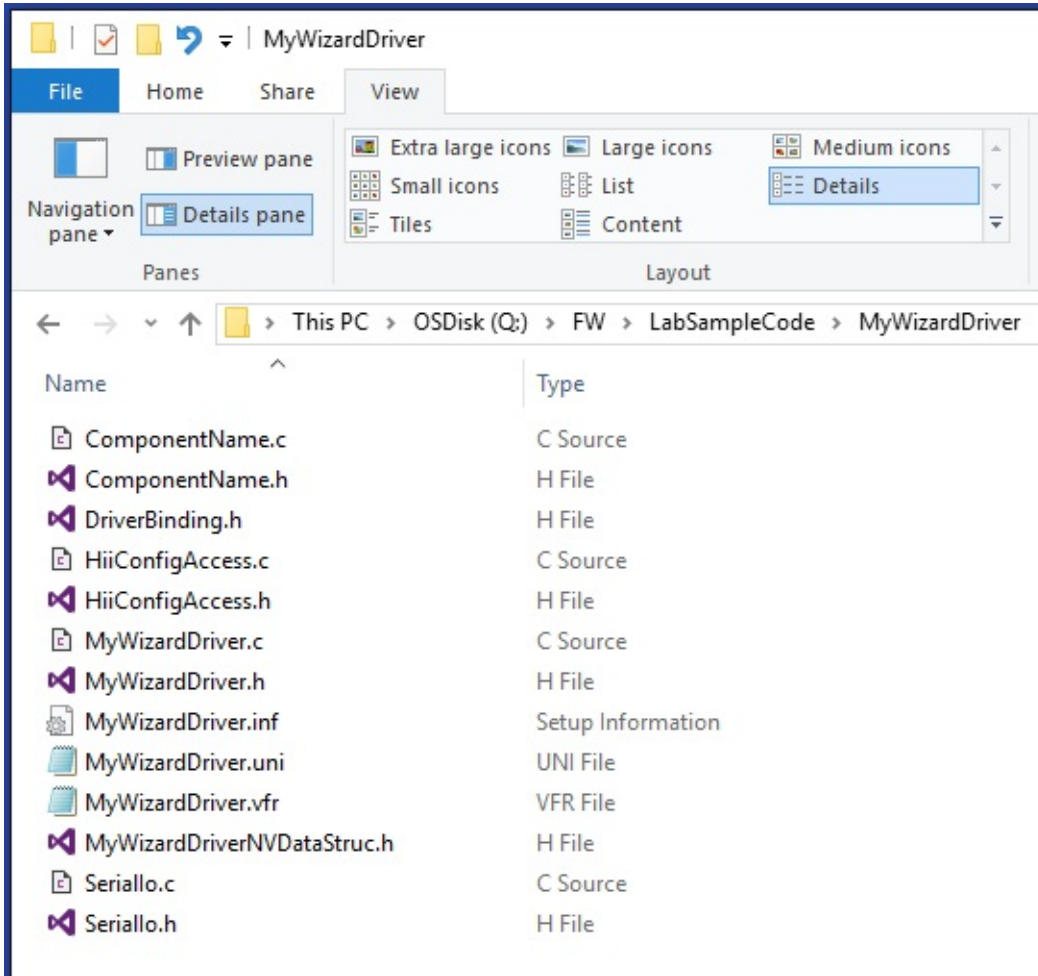 MyWizardDriver
File Home Share View
Preview pane
Details pane
Navigation pane
Panes
Extra large icons Large icons Medium icons
Small icons List Details
Tiles Content
Layout
This PC > OSDisk (Q:) > FW > LabSampleCode > MyWizardDriver
Name Type
ComponentName.c C Source
ComponentName.h H File
DriverBinding.h H File
HiiConfigAccess.c C Source
HiiConfigAccess.h H File
MyWizardDriver.c C Source
MyWizardDriver.h H File
MyWizardDriver.inf Setup Information
MyWizardDriver.uni UNI File
MyWizardDriver.vfr VFR File
MyWizardDriverNVDataStruc.h H File
SerialIo.c C Source
SerialIo.h H File